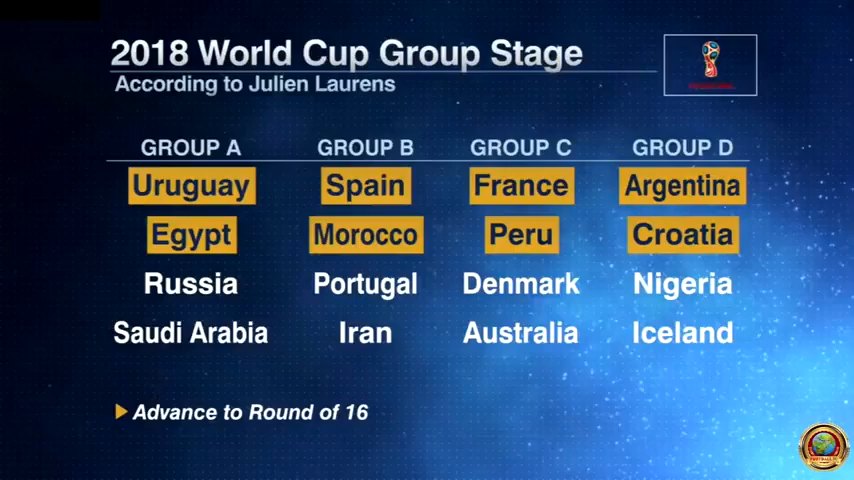 2018 World Cup Group Stage
According to Julien Laurens
GROUP A GROUP B GROUP C GROUP D
Uruguay Spain France Argentina
Egypt Morocco Peru Croatia
Russia Portugal Denmark Nigeria
Saudi Arabia Iran Australia Iceland
Advance to Round of 16